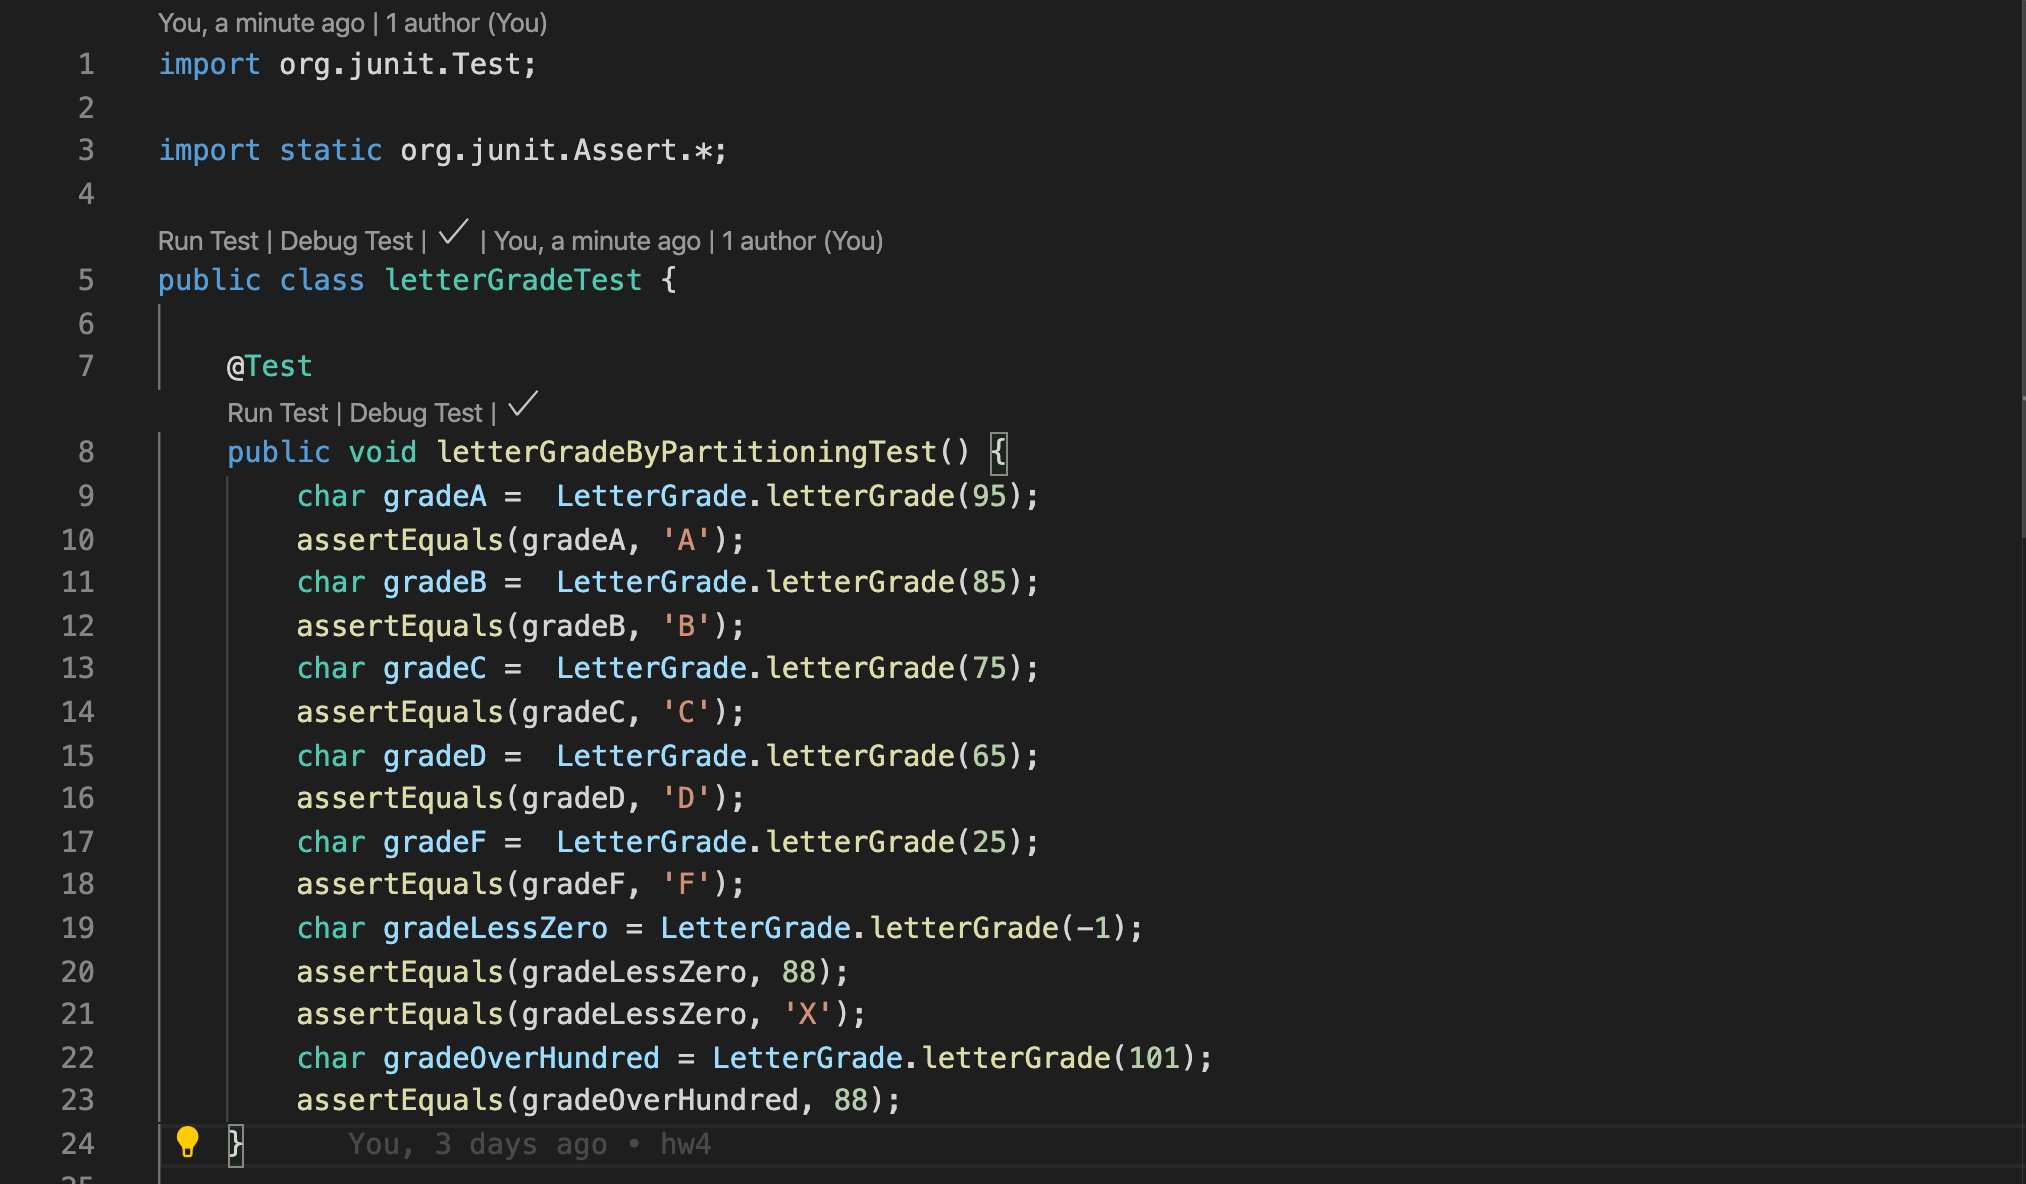 You, a minute ago | 1 author (You)
1 import org.junit.Test;
2
3 import static org.junit.Assert.*;
4
Run Test | Debug Test | ✓ | You, a minute ago | 1 author (You)
5 public class letterGradeTest {
6
7     @Test
    Run Test | Debug Test | ✓
8     public void letterGradeByPartitioningTest() {
9         char gradeA =  LetterGrade.letterGrade(95);
10         assertEquals(gradeA, 'A');
11         char gradeB =  LetterGrade.letterGrade(85);
12         assertEquals(gradeB, 'B');
13         char gradeC =  LetterGrade.letterGrade(75);
14         assertEquals(gradeC, 'C');
15         char gradeD =  LetterGrade.letterGrade(65);
16         assertEquals(gradeD, 'D');
17         char gradeF =  LetterGrade.letterGrade(25);
18         assertEquals(gradeF, 'F');
19         char gradeLessZero = LetterGrade.letterGrade(-1);
20         assertEquals(gradeLessZero, 88);
21         assertEquals(gradeLessZero, 'X');
22         char gradeOverHundred = LetterGrade.letterGrade(101);
23         assertEquals(gradeOverHundred, 88);
24     }      You, 3 days ago • hw4
25